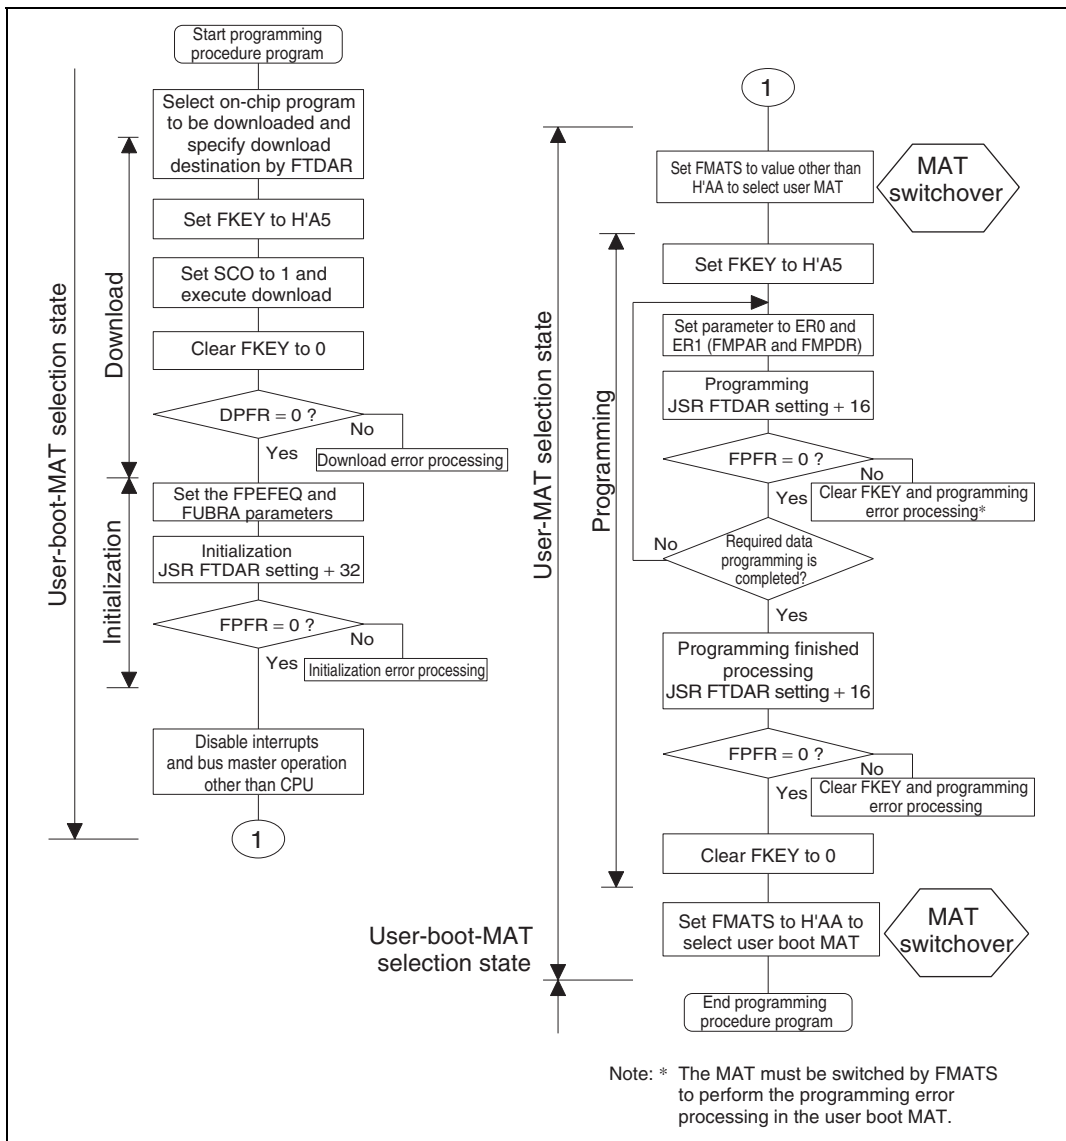 Start programming
procedure program
Select on-chip program
to be downloaded and
specify download
destination by FTDAR
Set FKEY to H'A5
Set SCO to 1 and
execute download
Clear FKEY to 0
DPFR = 0 ?
No
Yes
Download error processing
Set the FPEFEQ and
FUBRA parameters
Initialization
JSR FTDAR setting + 32
FPFR = 0 ?
No
Yes
Initialization error processing
Disable interrupts
and bus master operation
other than CPU
1
User-boot-MAT selection state
Download
Initialization
1
Set FMATS to value other than
H'AA to select user MAT
MAT
switchover
Set FKEY to H'A5
Set parameter to ER0 and
ER1 (FMPAR and FMPDR)
Programming
JSR FTDAR setting + 16
FPFR = 0 ?
No
Yes
Clear FKEY and programming
error processing*
No
Required data
programming is
completed?
Yes
Programming finished
processing
JSR FTDAR setting + 16
FPFR = 0 ?
No
Yes
Clear FKEY and programming
error processing
Clear FKEY to 0
Set FMATS to H'AA to
select user boot MAT
MAT
switchover
End programming
procedure program
User-MAT selection state
Programming
User-boot-MAT
selection state
Note: * The MAT must be switched by FMATS
to perform the programming error
processing in the user boot MAT.